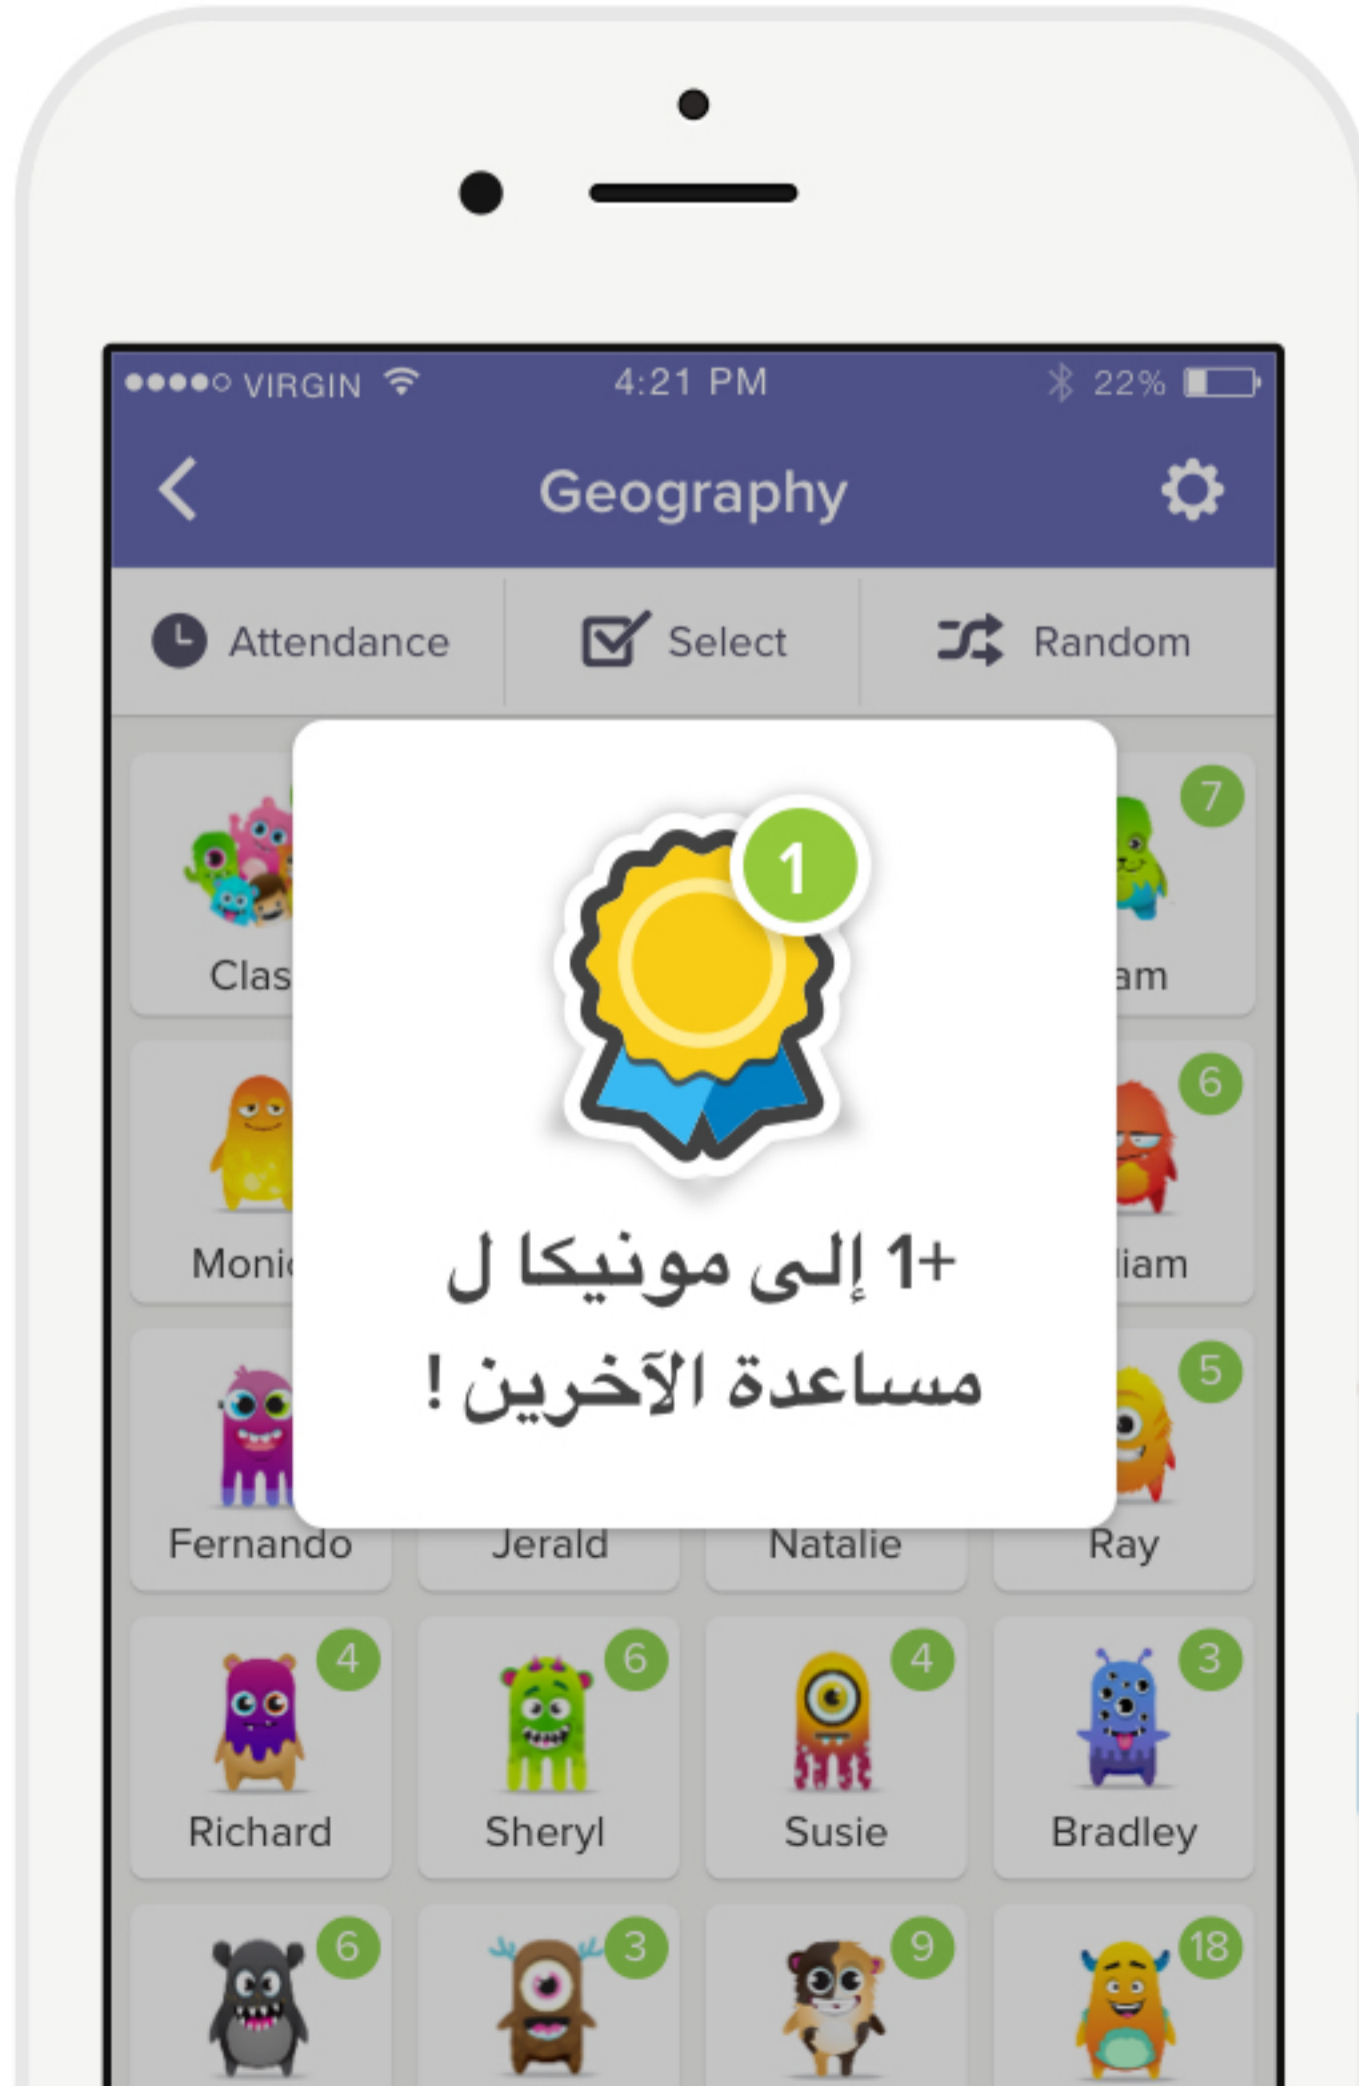 VIRGIN 4:21 PM 22%
Geography
Attendance Select Random
7
1
6
+1 إلى مونيكا ل
مساعدة الآخرين !
5
Fernando Jerald Natalie Ray
4 6 4 3
Richard Sheryl Susie Bradley
6 3 9 18